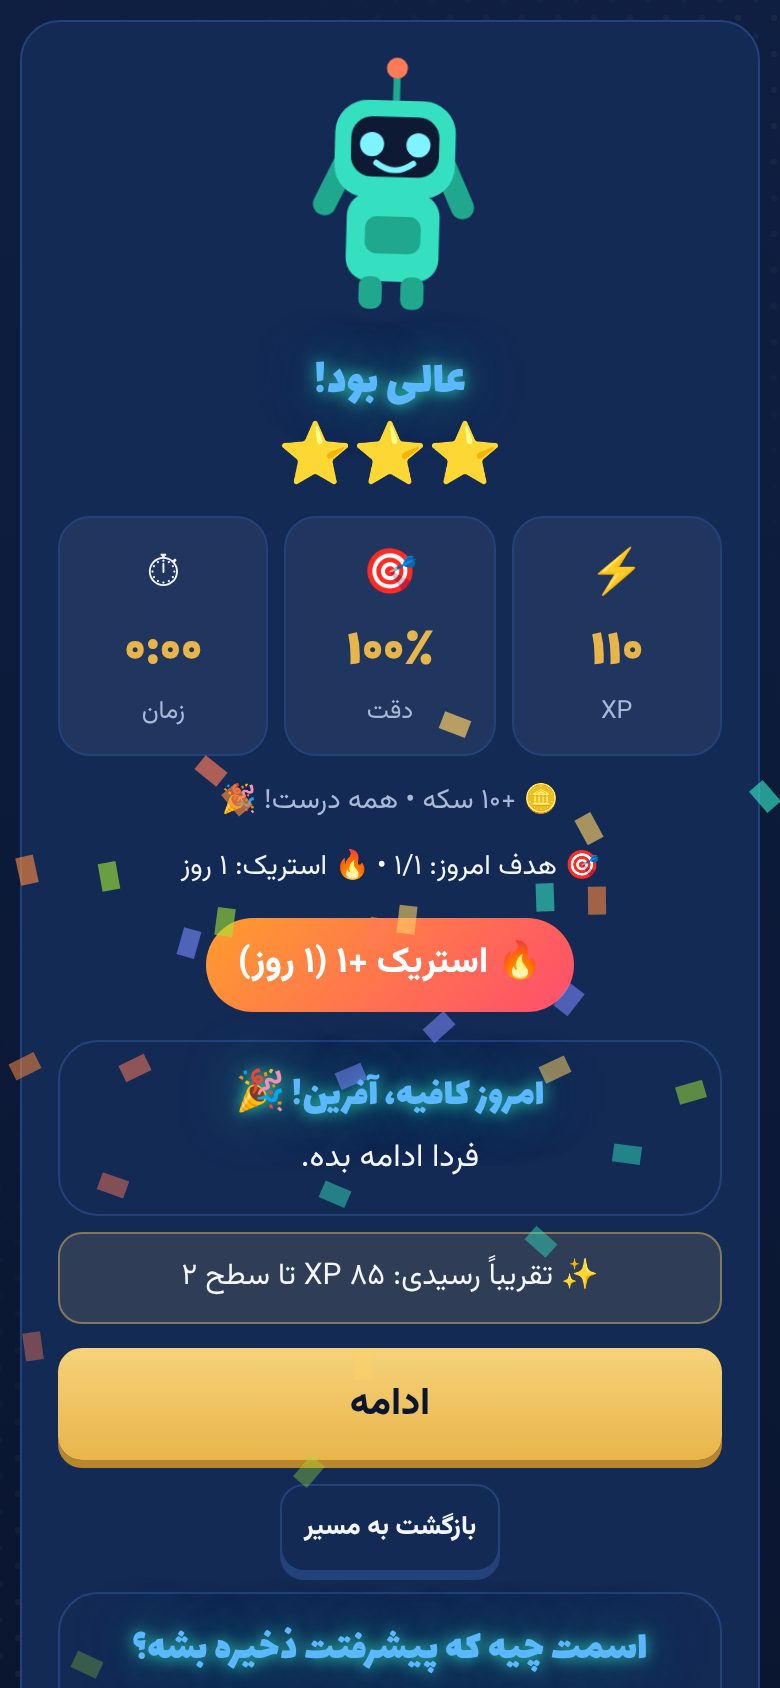 عالی بود!
۱۱۰
۱۰۰٪
۰:۰۰
XP
دقت
زمان
+۱۰ سکه • همه درست!
هدف امروز: ۱/۱ • استریک: ۱ روز
استریک +۱ (۱ روز)
امروز کافیه، آفرین!
فردا ادامه بده.
تقریباً رسیدی: ۸۵ XP تا سطح ۲
ادامه
بازگشت به مسیر
اسمت چیه که پیشرفتت ذخیره بشه؟